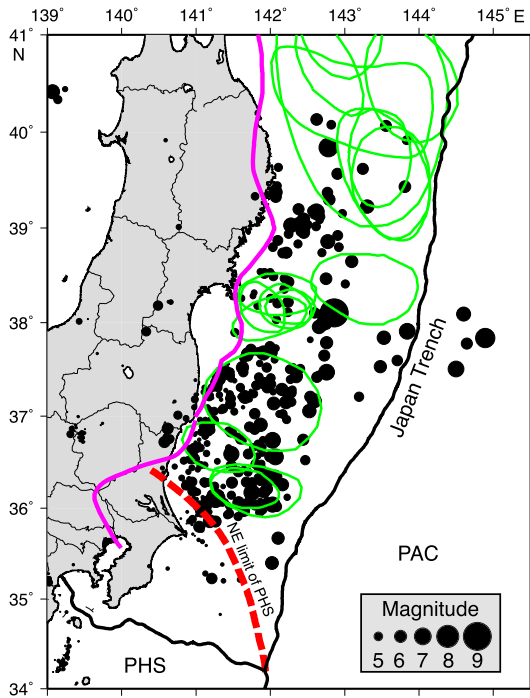 139° 140° 141° 142° 143° 144° 145° E
41°
N
40°
39°
38°
Japan Trench
37°
36°
NE limit of PHS
PAC
35°
Magnitude
5 6 7 8 9
PHS
34°